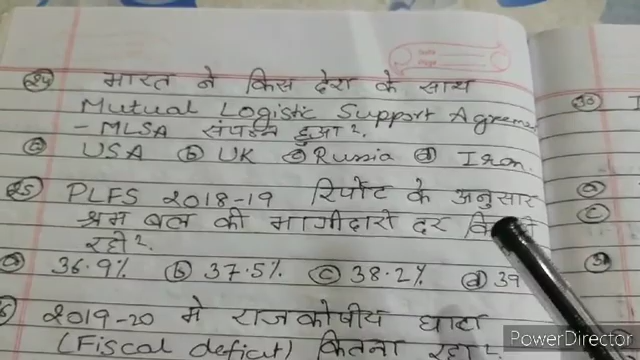 24 भारत ने किस देश के साथ
Mutual Logistic Support Agreement
- MLSA संपन्न हुआ?
a USA b UK c Russia d Iran.
25 PLFS 2018-19 रिर्पोट के अनुसार
श्रम बल की भागीदारी दर
रही?
a 36.9% b 37.5% c 38.2% d 39
2019-20 मे राजकोषीय घाटा
(Fiscal deficit) कितना रहा?
30
PowerDirector